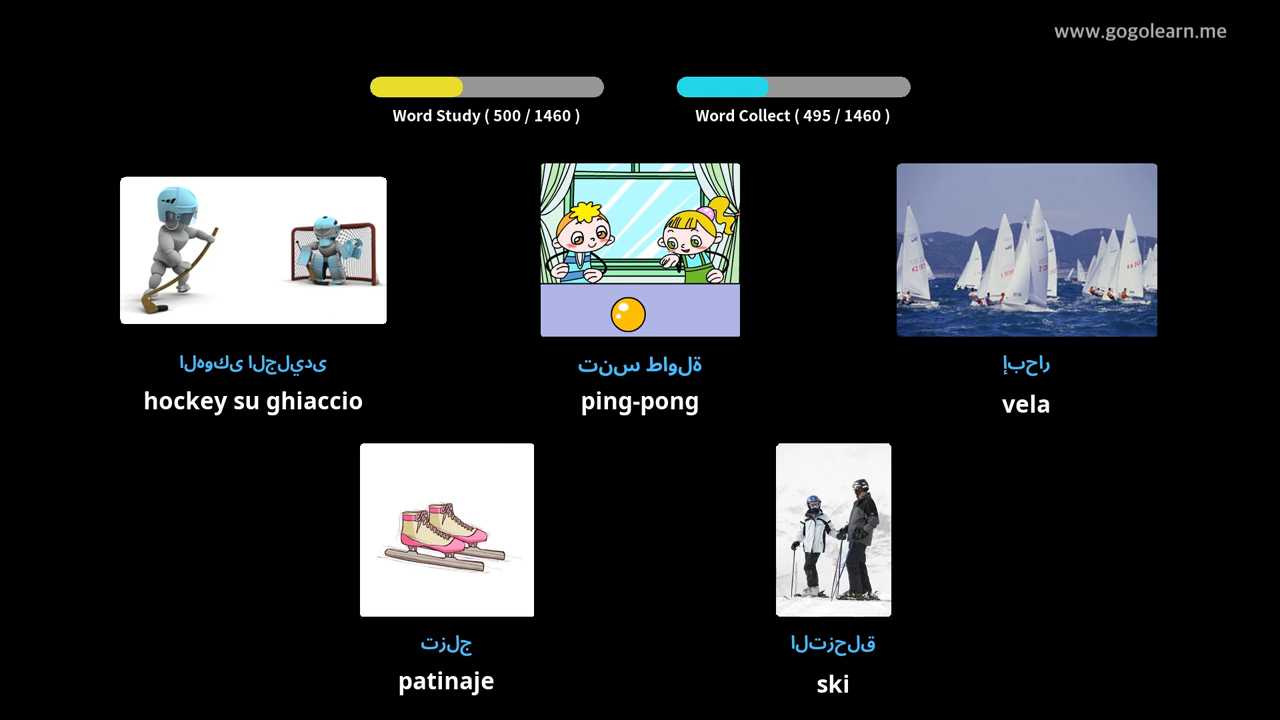 www.gogolearn.me
Word Study ( 500 / 1460 )
Word Collect ( 495 / 1460 )
الهوكى الجليدى
تنس طاولة
إبحار
hockey su ghiaccio
ping-pong
vela
تزلج
التزحلق
patinaje
ski